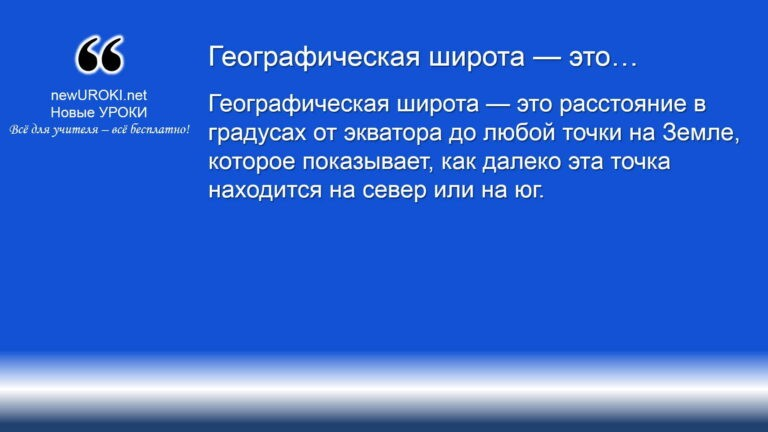 Географическая широта — это…
Географическая широта — это расстояние в
градусах от экватора до любой точки на Земле,
которое показывает, как далеко эта точка
находится на север или на юг.
newUROKI.net
Новые УРОКИ
Всё для учителя – всё бесплатно!